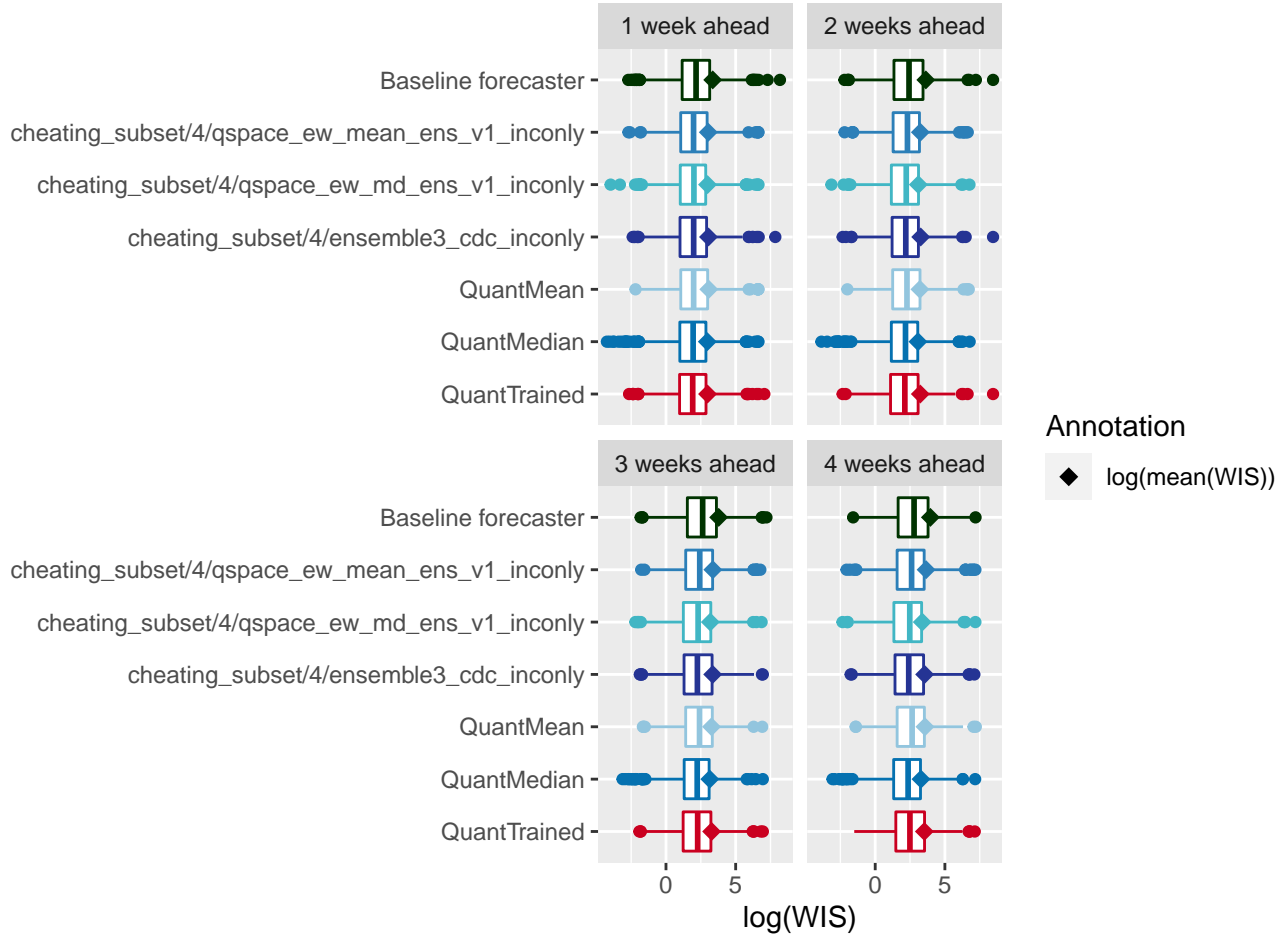 1 week ahead
2 weeks ahead
Baseline forecaster
cheating_subset/4/qspace_ew_mean_ens_v1_inconly
cheating_subset/4/qspace_ew_md_ens_v1_inconly
cheating_subset/4/ensemble3_cdc_inconly
QuantMean
QuantMedian
QuantTrained
3 weeks ahead
4 weeks ahead
Baseline forecaster
cheating_subset/4/qspace_ew_mean_ens_v1_inconly
cheating_subset/4/qspace_ew_md_ens_v1_inconly
cheating_subset/4/ensemble3_cdc_inconly
QuantMean
QuantMedian
QuantTrained
0 5 0 5
log(WIS)
Annotation
log(mean(WIS))